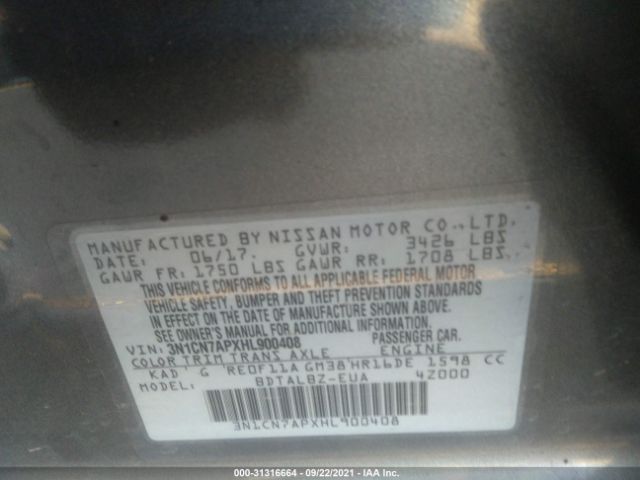 MANUFACTURED BY NISSAN MOTOR CO., LTD.
DATE: 06/17. GVWR: 3426 LBS
GAWR FR: 1750 LBS GAWR RR: 1708 LBS.
THIS VEHICLE CONFORMS TO ALL APPLICABLE FEDERAL MOTOR
VEHICLE SAFETY, BUMPER AND THEFT PREVENTION STANDARDS
IN EFFECT ON THE DATE OF MANUFACTURE SHOWN ABOVE.
SEE OWNER'S MANUAL FOR ADDITIONAL INFORMATION.
VIN: 3N1CN7APXHL900408 PASSENGER CAR.
COLOR TRIM TRANS AXLE ENGINE
KAD G RE0F11A GM38 HR16DE 1598 CC
MODEL: BDTALBZ-EUA 4Z000
3N1CN7APXHL900408
000-31316664 - 09/22/2021 - IAA Inc.